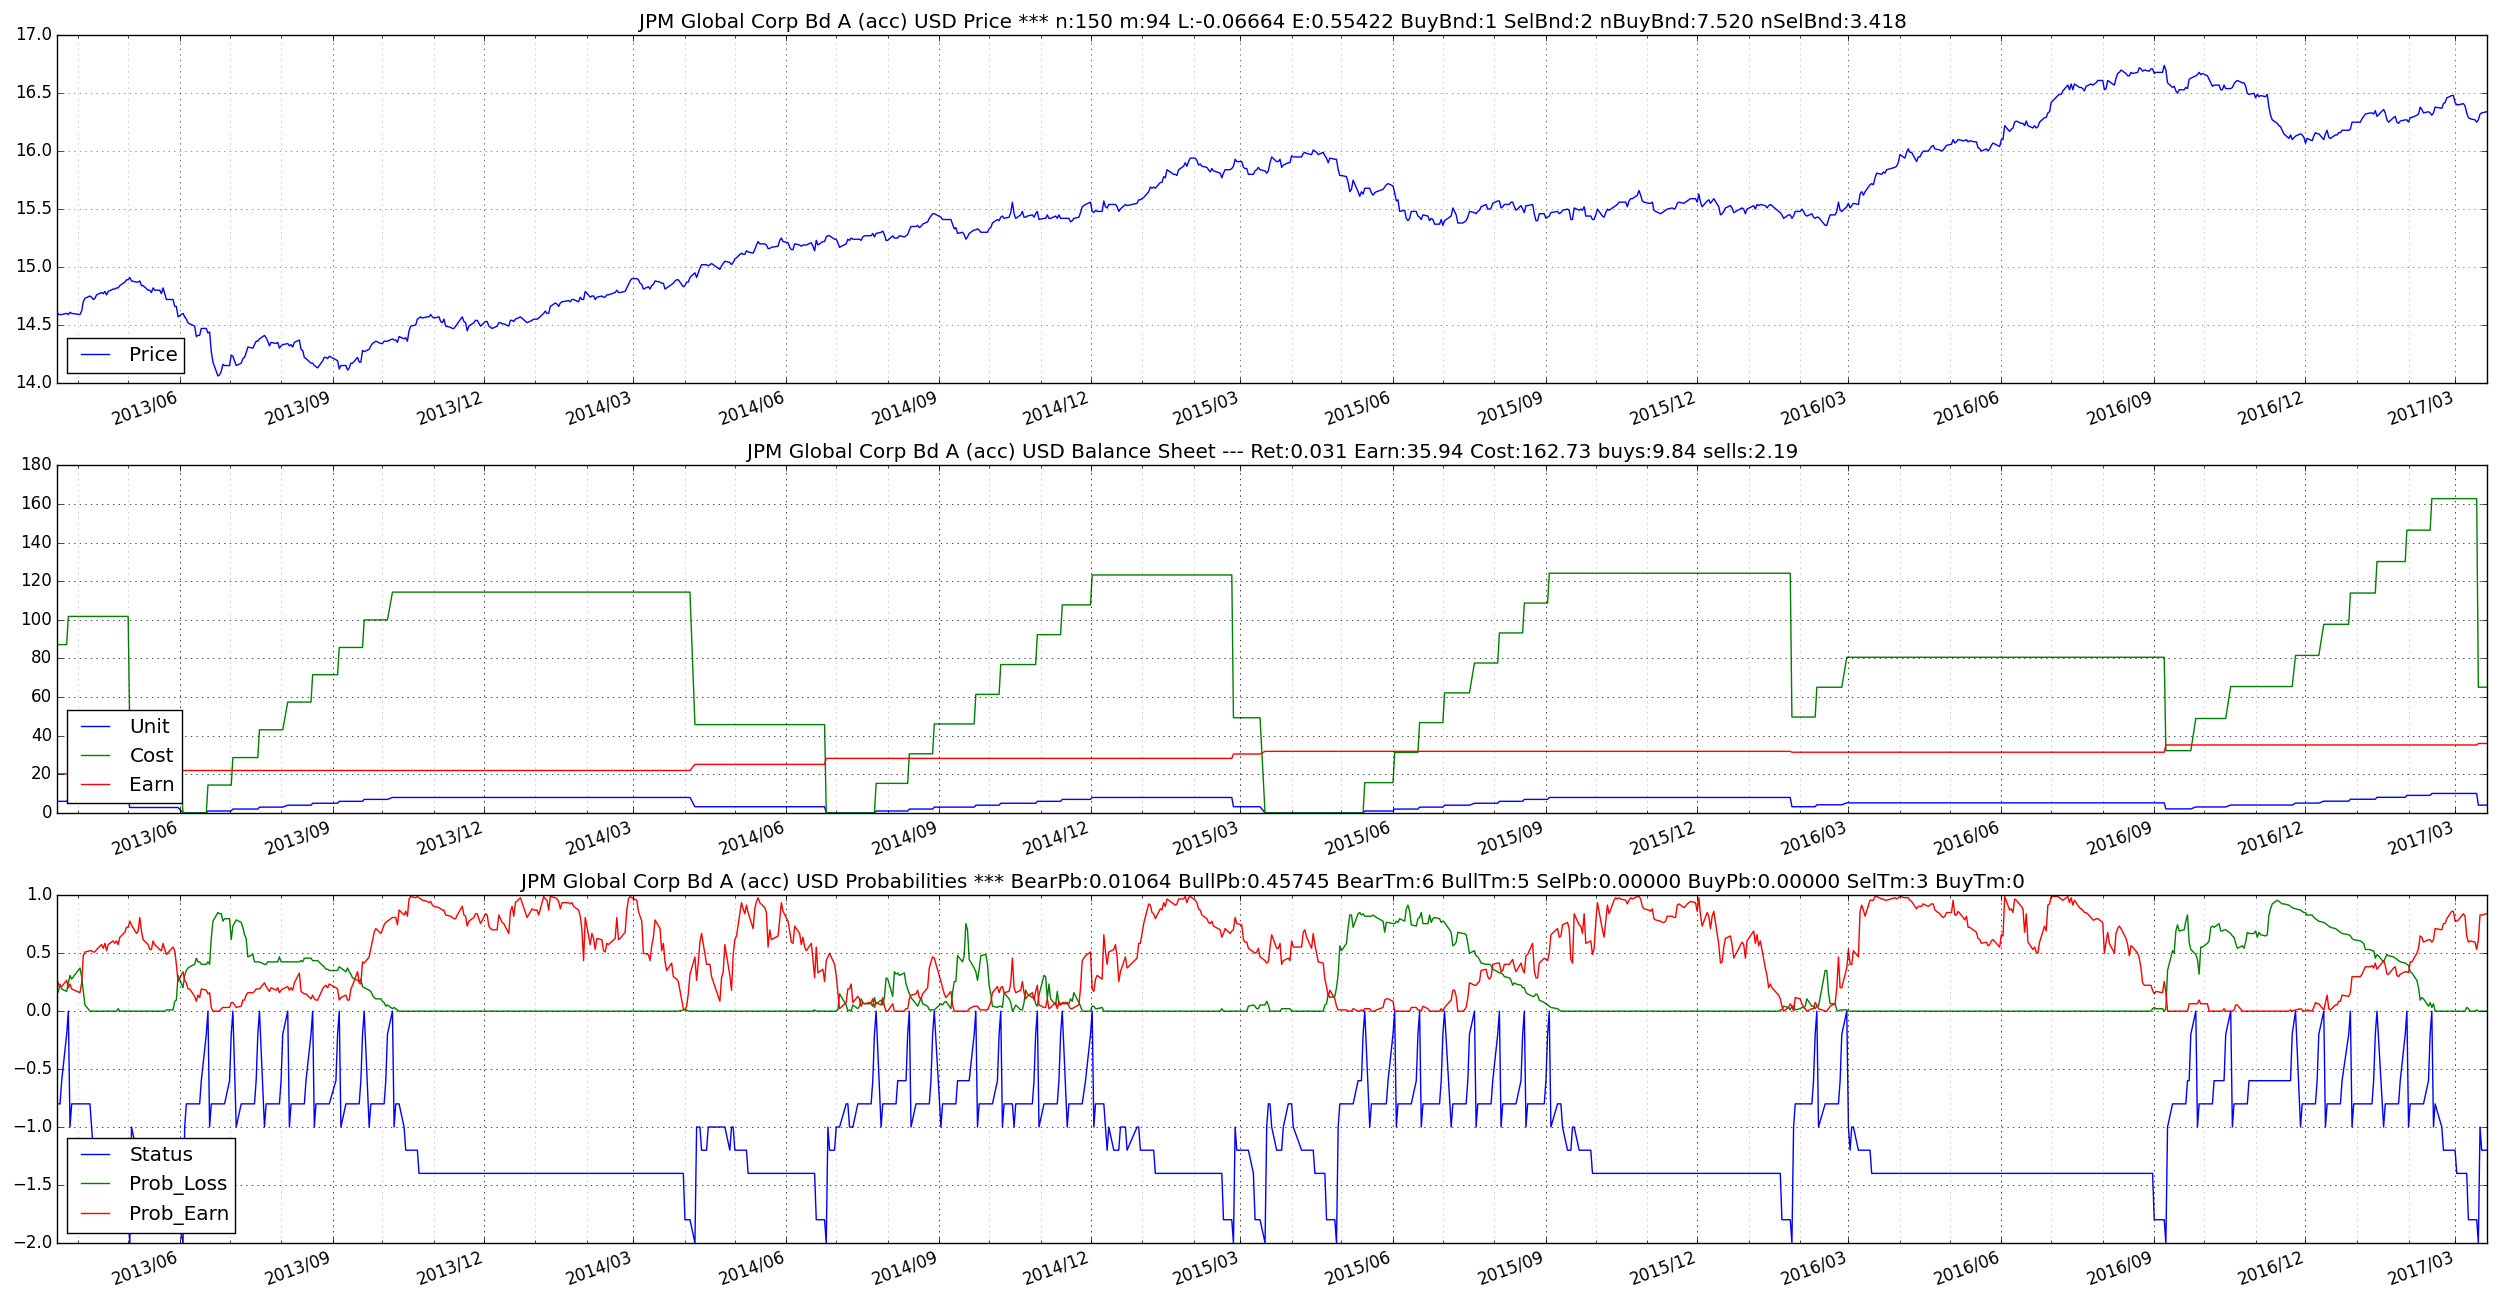 JPM Global Corp Bd A (acc) USD Price *** n:150 m:94 L:-0.06664 E:0.55422 BuyBnd:1 SelBnd:2 nBuyBnd:7.520 nSelBnd:3.418
17.0
16.5
16.0
15.5
15.0
14.5
14.0
Price
2013/06 2013/09 2013/12 2014/03 2014/06 2014/09 2014/12 2015/03 2015/06 2015/09 2015/12 2016/03 2016/06 2016/09 2016/12 2017/03
JPM Global Corp Bd A (acc) USD Balance Sheet --- Ret:0.031 Earn:35.94 Cost:162.73 buys:9.84 sells:2.19
180
160
140
120
100
80
60
40
20
0
Unit
Cost
Earn
2013/06 2013/09 2013/12 2014/03 2014/06 2014/09 2014/12 2015/03 2015/06 2015/09 2015/12 2016/03 2016/06 2016/09 2016/12 2017/03
JPM Global Corp Bd A (acc) USD Probabilities *** BearPb:0.01064 BullPb:0.45745 BearTm:6 BullTm:5 SelPb:0.00000 BuyPb:0.00000 SelTm:3 BuyTm:0
1.0
0.5
0.0
−0.5
−1.0
−1.5
−2.0
Status
Prob_Loss
Prob_Earn
2013/06 2013/09 2013/12 2014/03 2014/06 2014/09 2014/12 2015/03 2015/06 2015/09 2015/12 2016/03 2016/06 2016/09 2016/12 2017/03